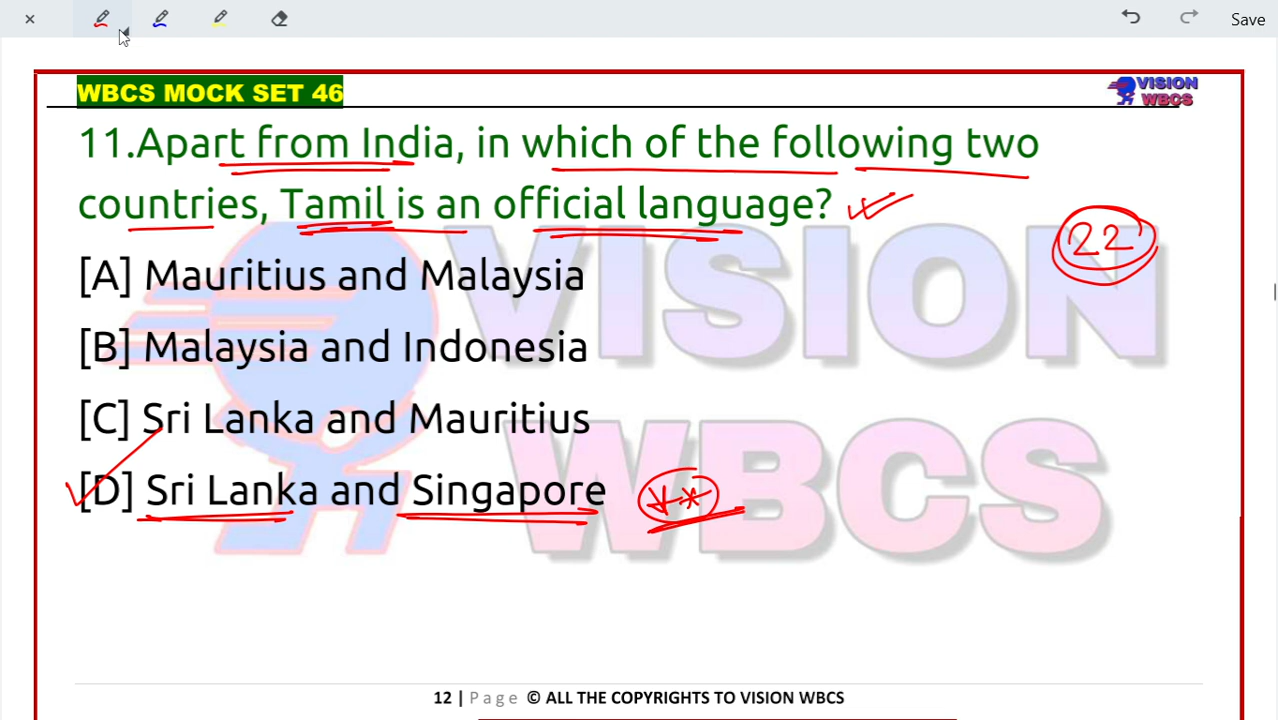 Save
WBCS MOCK SET 46
VISION
WBCS
11.Apart from India, in which of the following two
countries, Tamil is an official language?
22
[A] Mauritius and Malaysia
[B] Malaysia and Indonesia
[C] Sri Lanka and Mauritius
[D] Sri Lanka and Singapore
VISION
WBCS
12 | Page © ALL THE COPYRIGHTS TO VISION WBCS